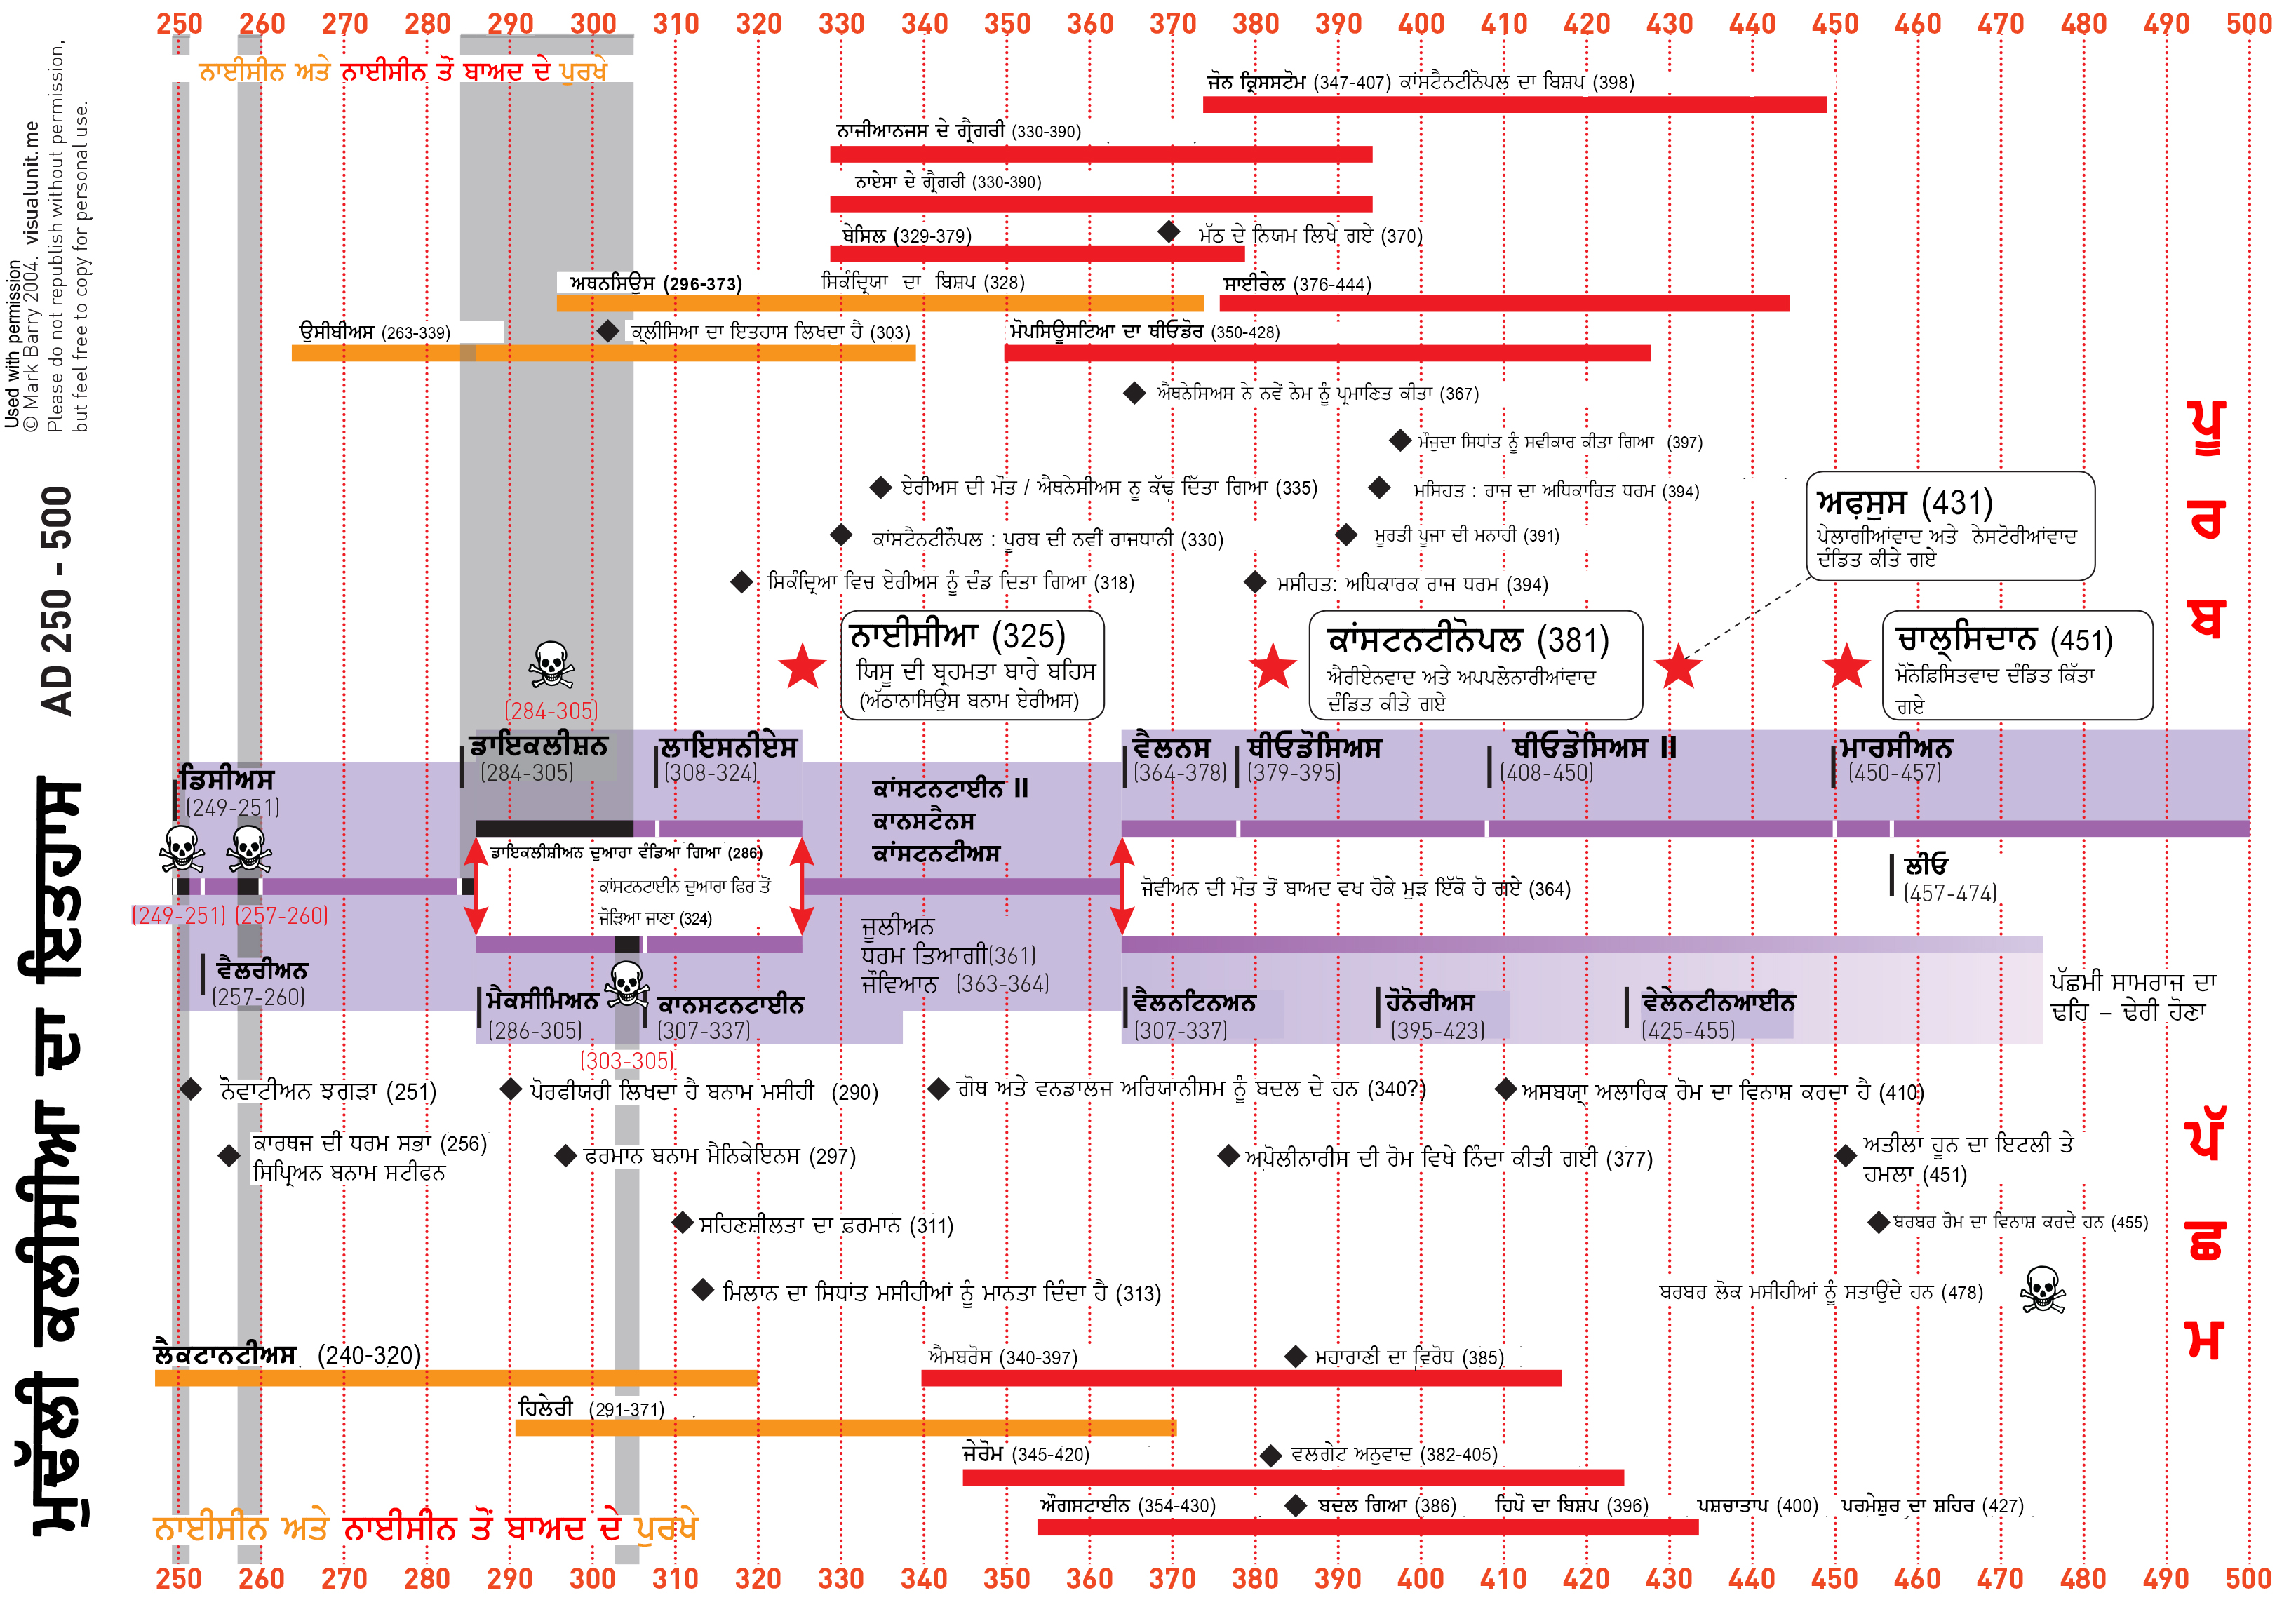 250 260 270 280 290 300 310 320 330 340 350 360 370 380 390 400 410 420 430 440 450 460 470 480 490 500
ਨਾਈਸੀਨ ਅਤੇ ਨਾਈਸੀਨ ਤੋਂ ਬਾਅਦ ਦੇ ਪੁਰਖੇ
Used with permission
© Mark Barry 2004. visualunit.me
Please do not republish without permission,
but feel free to copy for personal use.
ਮੁਢੱਲੀ ਕਲੀਸੀਆ ਦਾ ਇਤਹਾਸ AD 250 - 500
ਜੋਨ ਕ੍ਰਿਸਸਟੋਮ (347-407) ਕਾਂਸਟੈਨਟੀਨੋਪਲ ਦਾ ਬਿਸ਼ਪ (398)
ਨਾਜੀਆਨਜਸ ਦੇ ਗ੍ਰੈਗਰੀ (330-390)
ਨਾਏਸਾ ਦੇ ਗ੍ਰੈਗਰੀ (330-390)
ਬੇਸਿਲ (329-379)
ਮੱਠ ਦੇ ਨਿਯਮ ਲਿਖੇ ਗਏ (370)
ਅਥਨਸਿਉਸ (296-373) ਸਿਕੰਦ੍ਰਿਯਾ ਦਾ ਬਿਸ਼ਪ (328)
ਸਾਈਰੇਲ (376-444)
ਉਸੀਬੀਅਸ (263-339)
ਕ੍ਲੀਸਿਆ ਦਾ ਇਤਹਾਸ ਲਿਖਦਾ ਹੈ (303)
ਮੋਪਸਿਊਸਟਿਆ ਦਾ ਥੀਓਡੋਰ (350-428)
ਐਥਨੇਸਿਅਸ ਨੇ ਨਵੇਂ ਨੇਮ ਨੂੰ ਪ੍ਰਮਾਣਿਤ ਕੀਤਾ (367)
ਮੌਜੁਦਾ ਸਿਧਾਂਤ ਨੂੰ ਸਵੀਕਾਰ ਕੀਤਾ ਗਿਆ (397)
ਏਰੀਅਸ ਦੀ ਮੌਤ / ਐਥਨੇਸੀਅਸ ਨੂ ਕੱਢ ਦਿੱਤਾ ਗਿਆ (335)
ਮਸਿਹਤ : ਰਾਜ ਦਾ ਅਧਿਕਾਰਿਤ ਧਰਮ (394)
ਕਾਂਸਟੈਨਟੀਨੌਪਲ : ਪੂਰਬ ਦੀ ਨਵੀਂ ਰਾਜਧਾਨੀ (330)
ਮੂਰਤੀ ਪੂਜਾ ਦੀ ਮਨਾਹੀ (391)
ਸਿਕੰਦ੍ਰਿਆ ਵਿਚ ਏਰੀਅਸ ਨੂੰ ਦੰਡ ਦਿਤਾ ਗਿਆ (318)
ਮਸੀਹਤ: ਅਧਿਕਾਰਕ ਰਾਜ ਧਰਮ (394)
ਅਫ਼ਸੁਸ (431)
ਪੇਲਾਗੀਆਂਵਾਦ ਅਤੇ ਨੇਸਟੋਰੀਆਂਵਾਦ
ਦੰਡਿਤ ਕੀਤੇ ਗਏ
ਪੂ
ਰ
ਬ
ਨਾਈਸੀਆ (325)
ਯਿਸੂ ਦੀ ਬ੍ਰਹਮਤਾ ਬਾਰੇ ਬਹਿਸ
(ਅੱਠਾਨਾਸਿਉਸ ਬਨਾਮ ਏਰੀਅਸ)
ਕਾਂਸਟਨਟੀਨੋਪਲ (381)
ਐਰੀਏਨਵਾਦ ਅਤੇ ਅਪਪਲੋਨਾਰੀਆਂਵਾਦ
ਦੰਡਿਤ ਕੀਤੇ ਗਏ
ਚਾਲ੍ਸਿਦਾਨ (451)
ਮੋਨੋਫ਼ਿਸਿਤਵਾਦ ਦੰਡਿਤ ਕਿੱਤਾ
ਗਏ
(284-305)
ਡਿਸੀਅਸ
(249-251)
ਡਾਇਕਲੀਸ਼ਨ
(284-305)
ਲਾਇਸਨੀਏਸ
(308-324)
ਕਾਂਸਟਨਟਾਈਨ II
ਕਾਨਸਟੈਨਸ
ਕਾਂਸਟਨਟੀਅਸ
ਵੈਲਨਸ
(364-378)
ਥੀਓਡੋਸਿਅਸ
(379-395)
ਥੀਓਡੋਸਿਅਸ II
(408-450)
ਮਾਰਸੀਅਨ
(450-457)
ਡਾਇਕਲੀਸ਼ੀਅਨ ਦੁਆਰਾ ਵੰਡਿਆ ਗਿਆ (286)
ਕਾਂਸਟਨਟਾਈਨ ਦੁਆਰਾ ਫਿਰ ਤੋਂ
ਜੋੜਿਆ ਜਾਣਾ (324)
ਜੋਵੀਅਨ ਦੀ ਮੌਤ ਤੋਂ ਬਾਅਦ ਵਖ ਹੋਕੇ ਮੁੜ ਇੱਕੋ ਹੋ ਗਏ (364)
ਲੀਓ
(457-474)
(249-251) (257-260)
ਜੂਲੀਅਨ
ਧਰਮ ਤਿਆਗੀ(361)
ਜੌਵਿਆਨ (363-364)
ਵੈਲਰੀਅਨ
(257-260)
ਮੈਕਸੀਮਿਅਨ
(286-305)
ਕਾਨਸਟਨਟਾਈਨ
(307-337)
(303-305)
ਵੈਲਨਟਿਨਅਨ
(307-337)
ਹੋਨੋਰੀਅਸ
(395-423)
ਵੇਲੇਨਟੀਨਆਈਨ
(425-455)
ਪੱਛਮੀ ਸਾਮਰਾਜ ਦਾ
ਢਹਿ – ਢੇਰੀ ਹੋਣਾ
ਨੋਵਾਟੀਅਨ ਝਗੜਾ (251)
ਪੋਰਫੀਯਰੀ ਲਿਖਦਾ ਹੈ ਬਨਾਮ ਮਸੀਹੀ (290)
ਗੋਥ ਅਤੇ ਵਨਡਾਲਜ ਅਰਿਯਾਨੀਸਮ ਨੂੰ ਬਦਲ ਦੇ ਹਨ (340?)
ਅਸਬਯਾ੍ ਅਲਾਰਿਕ ਰੋਮ ਦਾ ਵਿਨਾਸ਼ ਕਰਦਾ ਹੈ (410)
ਕਾਰਥਜ ਦੀ ਧਰਮ ਸਭਾ (256)
ਸਿਪ੍ਰਿਅਨ ਬਨਾਮ ਸਟੀਫਨ
ਫਰਮਾਨ ਬਨਾਮ ਮੈਨਿਕੇਇਨਸ (297)
ਅਪੋਲੀਨਾਰੀਸ ਦੀ ਰੋਮ ਵਿਖੇ ਨਿੰਦਾ ਕੀਤੀ ਗਈ (377)
ਅਤੀਲਾ ਹੂਨ ਦਾ ਇਟਲੀ ਤੇ
ਹਮਲਾ (451)
ਸਹਿਣਸ਼ੀਲਤਾ ਦਾ ਫ਼ਰਮਾਨ (311)
ਬਰਬਰ ਰੋਮ ਦਾ ਵਿਨਾਸ਼ ਕਰਦੇ ਹਨ (455)
ਮਿਲਾਨ ਦਾ ਸਿਧਾਂਤ ਮਸੀਹੀਆਂ ਨੂੰ ਮਾਨਤਾ ਦਿੰਦਾ ਹੈ (313)
ਬਰਬਰ ਲੋਕ ਮਸੀਹੀਆਂ ਨੂੰ ਸਤਾਉਂਦੇ ਹਨ (478)
ਪੱ
ਛ
ਮ
ਲੈਕਟਾਨਟੀਅਸ (240-320)
ਐਮਬਰੋਸ (340-397)
ਮਹਾਰਾਣੀ ਦਾ ਵਿਰੋਧ (385)
ਹਿਲੇਰੀ (291-371)
ਜੇਰੋਮ (345-420)
ਵਲਗੇਟ ਅਨੁਵਾਦ (382-405)
ਔਗਸਟਾਈਨ (354-430)
ਬਦਲ ਗਿਆ (386) ਹਿਪੋ ਦਾ ਬਿਸ਼ਪ (396) ਪਸ਼ਚਾਤਾਪ (400) ਪਰਮੇਸ਼ੁਰ ਦਾ ਸ਼ਹਿਰ (427)
ਨਾਈਸੀਨ ਅਤੇ ਨਾਈਸੀਨ ਤੋਂ ਬਾਅਦ ਦੇ ਪੁਰਖੇ
250 260 270 280 290 300 310 320 330 340 350 360 370 380 390 400 410 420 430 440 450 460 470 480 490 500